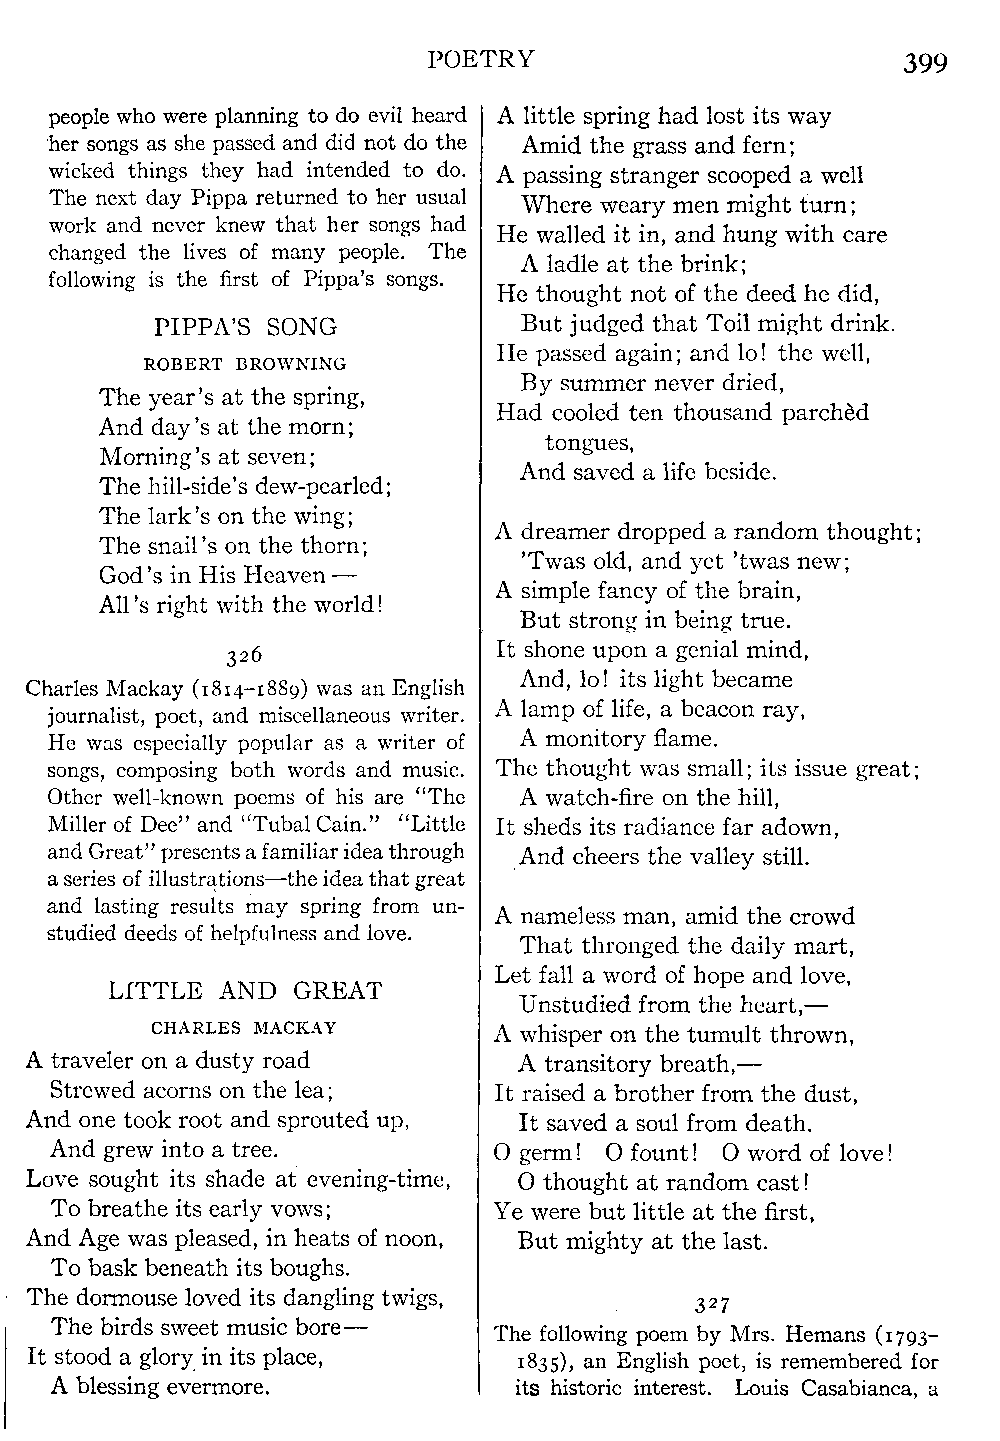 POETRY 399
people who were planning to do evil heard
her songs as she passed and did not do the
wicked things they had intended to do.
The next day Pippa returned to her usual
work and never knew that her songs had
changed the lives of many people. The
following is the first of Pippa's songs.
PIPPA'S SONG
ROBERT BROWNING
The year's at the spring,
And day's at the morn;
Morning's at seven;
The hill-side's dew-pearled;
The lark's on the wing;
The snail's on the thorn;
God's in His Heaven —
All's right with the world!
326
Charles Mackay (1814–1889) was an English
journalist, poet, and miscellaneous writer.
He was especially popular as a writer of
songs, composing both words and music.
Other well-known poems of his are "The
Miller of Dee" and "Tubal Cain." "Little
and Great" presents a familiar idea through
a series of illustrations—the idea that great
and lasting results may spring from un-
studied deeds of helpfulness and love.
LITTLE AND GREAT
CHARLES MACKAY
A traveler on a dusty road
Strewed acorns on the lea;
And one took root and sprouted up,
And grew into a tree.
Love sought its shade at evening-time,
To breathe its early vows;
And Age was pleased, in heats of noon,
To bask beneath its boughs.
The dormouse loved its dangling twigs,
The birds sweet music bore—
It stood a glory in its place,
A blessing evermore.
A little spring had lost its way
Amid the grass and fern;
A passing stranger scooped a well
Where weary men might turn;
He walled it in, and hung with care
A ladle at the brink;
He thought not of the deed he did,
But judged that Toil might drink.
He passed again; and lo! the well,
By summer never dried,
Had cooled ten thousand parchèd
tongues,
And saved a life beside.
A dreamer dropped a random thought;
'Twas old, and yet 'twas new;
A simple fancy of the brain,
But strong in being true.
It shone upon a genial mind,
And, lo! its light became
A lamp of life, a beacon ray,
A monitory flame.
The thought was small; its issue great;
A watch-fire on the hill,
It sheds its radiance far adown,
And cheers the valley still.
A nameless man, amid the crowd
That thronged the daily mart,
Let fall a word of hope and love,
Unstudied from the heart,—
A whisper on the tumult thrown,
A transitory breath,—
It raised a brother from the dust,
It saved a soul from death.
O germ! O fount! O word of love!
O thought at random cast!
Ye were but little at the first,
But mighty at the last.
327
The following poem by Mrs. Hemans (1793–
1835), an English poet, is remembered for
its historic interest. Louis Casabianca, a